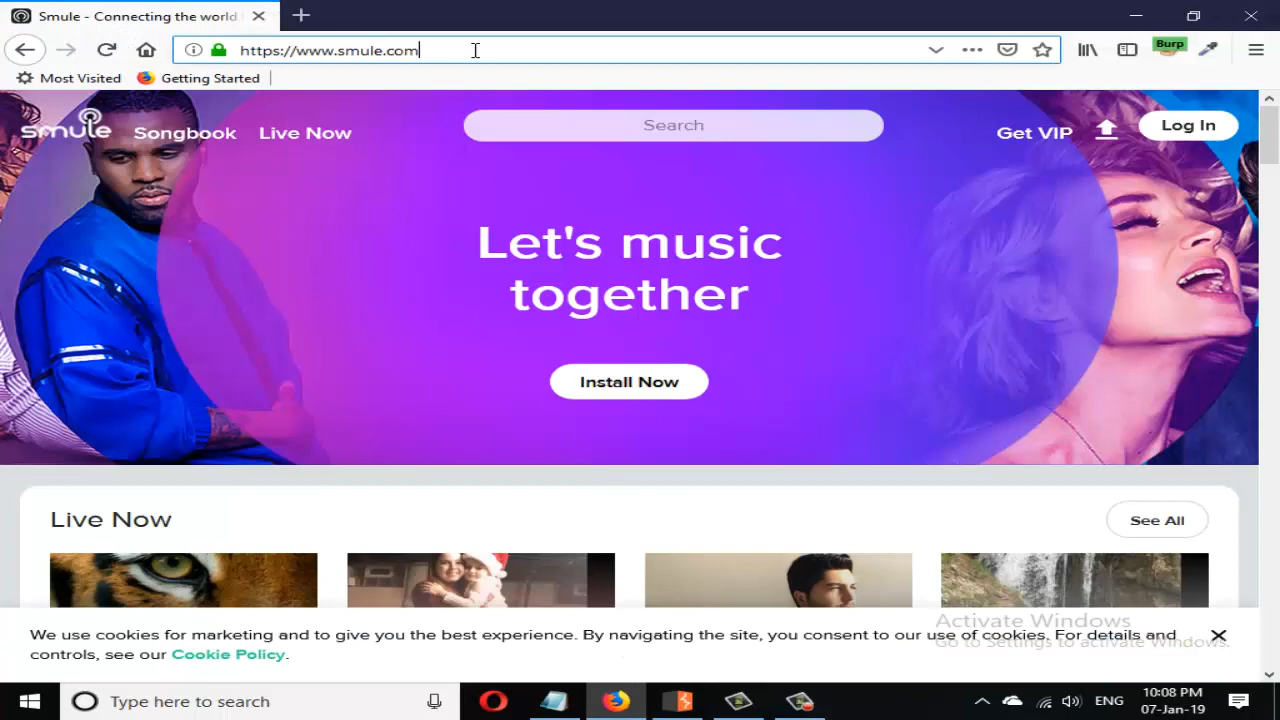 Smule - Connecting the world t
https://www.smule.com
Burp
Most Visited
Getting Started
smule
Songbook
Live Now
Search
Get VIP
Log In
Let's music
together
Install Now
Live Now
See All
We use cookies for marketing and to give you the best experience. By navigating the site, you consent to our use of cookies. For details and
controls, see our Cookie Policy.
Activate Windows
Go to Settings to activate Windows.
Type here to search
ENG
10:08 PM
07-Jan-19